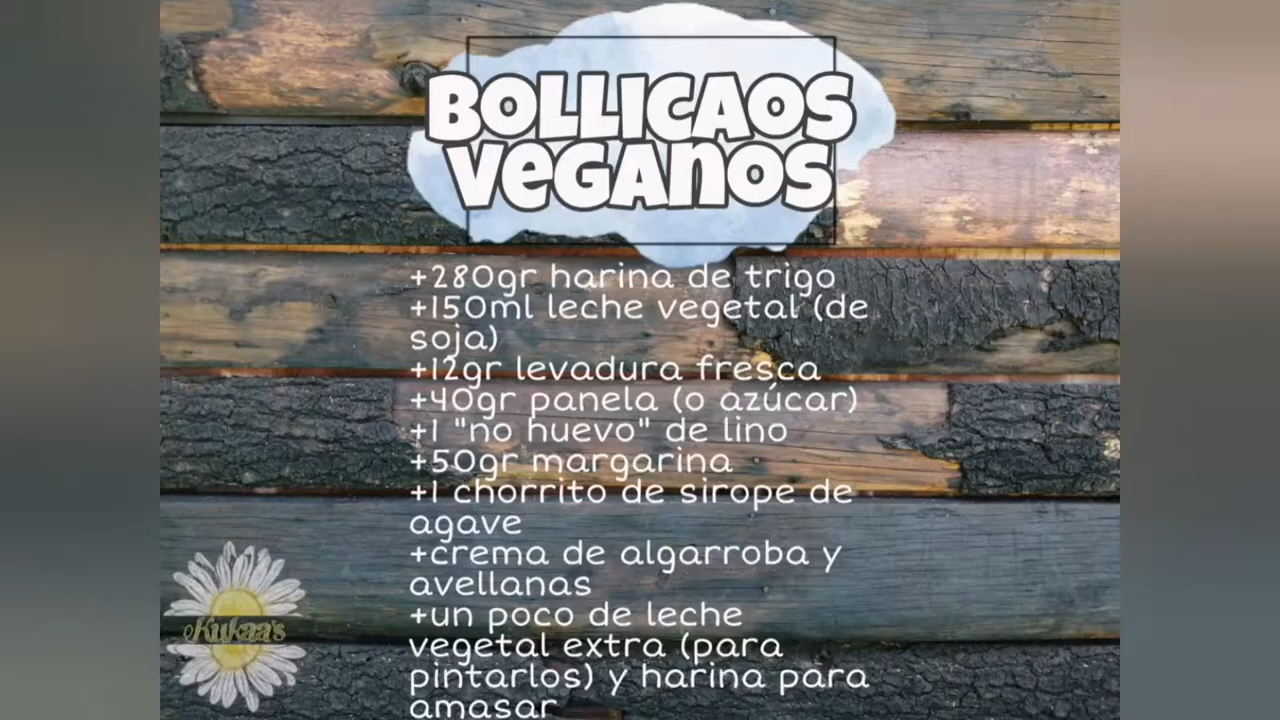 BOLLICAOS
VEGANOS
+280gr harina de trigo
+150ml leche vegetal (de
soja)
+12gr levadura fresca
+40gr panela (o azúcar)
+1 "no huevo" de lino
+50gr margarina
+1 chorrito de sirope de
agave
+crema de algarroba y
avellanas
+un poco de leche
vegetal extra (para
pintarlos) y harina para
amasar
Kukaa's